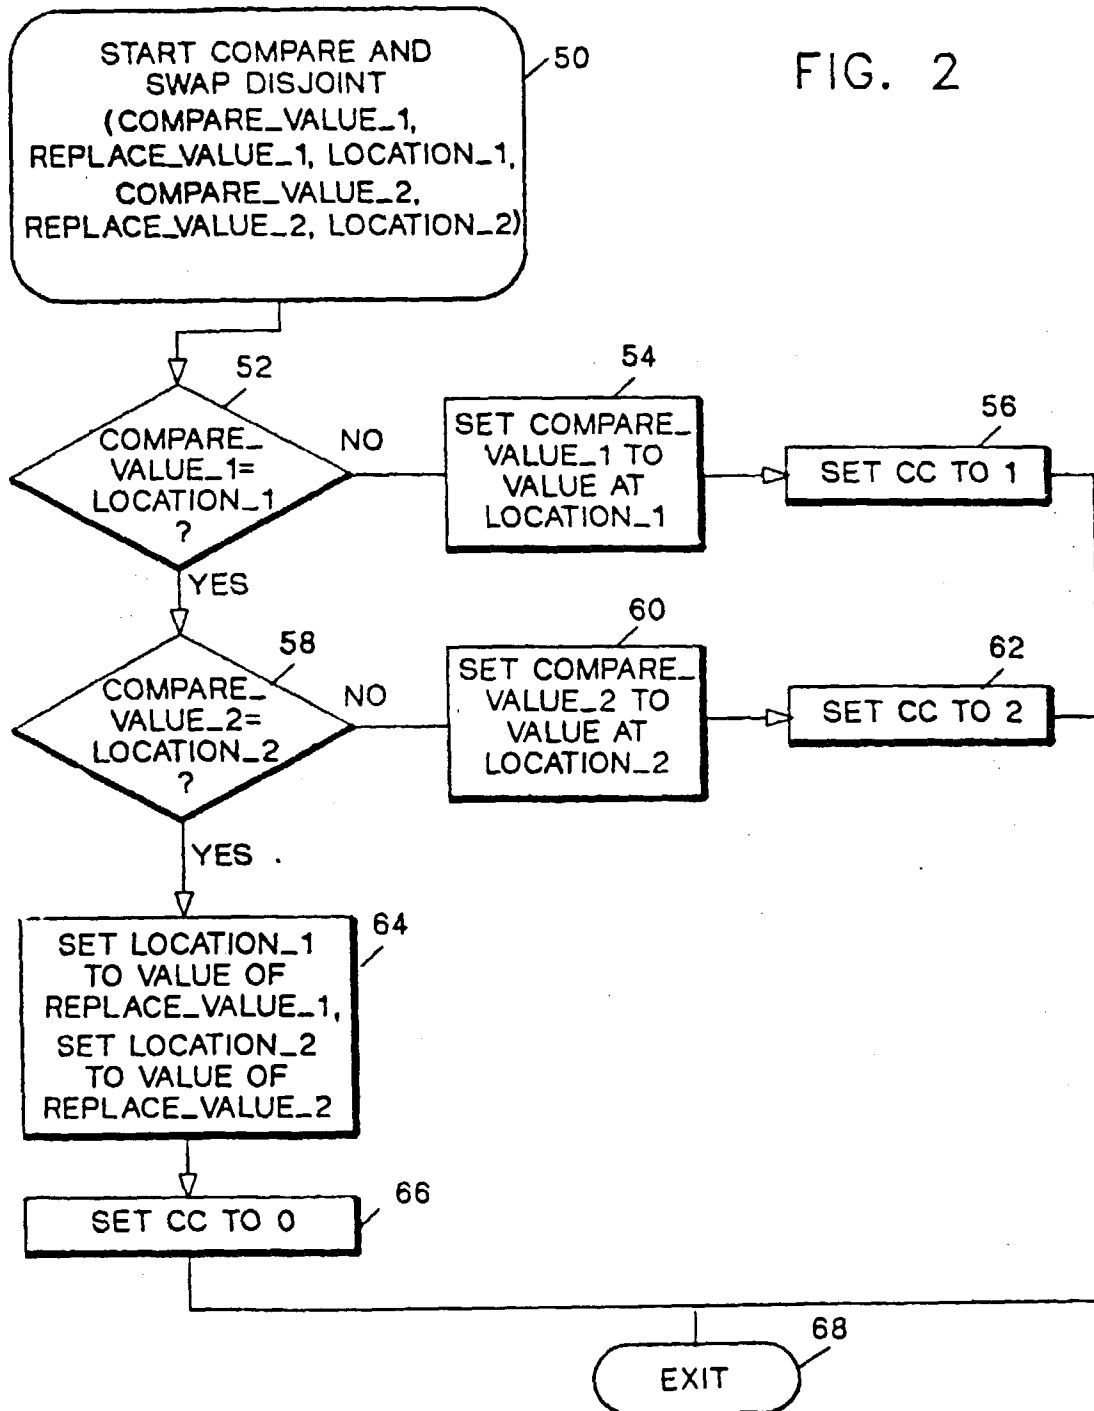 START COMPARE AND
SWAP DISJOINT
(COMPARE_VALUE_1,
REPLACE_VALUE_1, LOCATION_1,
COMPARE_VALUE_2,
REPLACE_VALUE_2, LOCATION_2)
50
FIG. 2
52
COMPARE_
VALUE_1=
LOCATION_1
?
NO
54
SET COMPARE_
VALUE_1 TO
VALUE AT
LOCATION_1
56
SET CC TO 1
YES
58
COMPARE_
VALUE_2=
LOCATION_2
?
NO
60
SET COMPARE_
VALUE_2 TO
VALUE AT
LOCATION_2
62
SET CC TO 2
YES
64
SET LOCATION_1
TO VALUE OF
REPLACE_VALUE_1,
SET LOCATION_2
TO VALUE OF
REPLACE_VALUE_2
66
SET CC TO 0
68
EXIT